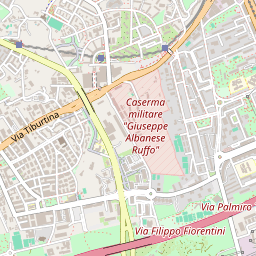 Caserma
militare
"Giuseppe
Albanese
Ruffo"
Via Tiburtina
Via Palmiro
Via Filippo Fiorentini